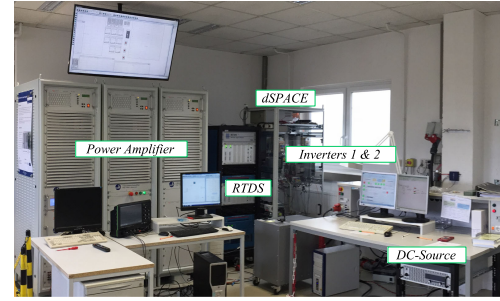 dSPACE
Power Amplifier
Inverters 1 & 2
RTDS
DC-Source